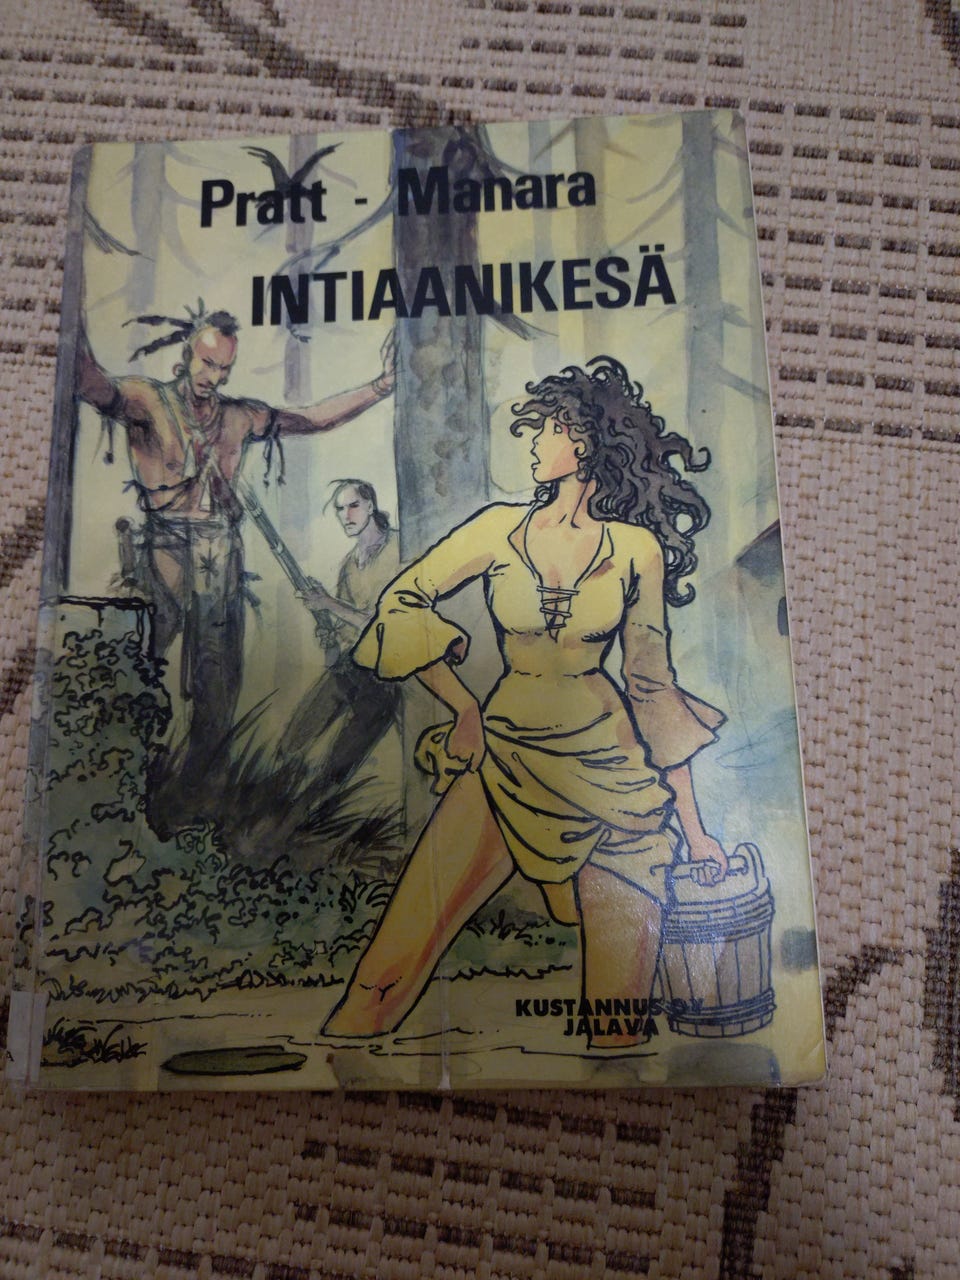 Pratt - Manara
INTIAANIKESÄ
KUSTANNUS OY
JALAVA